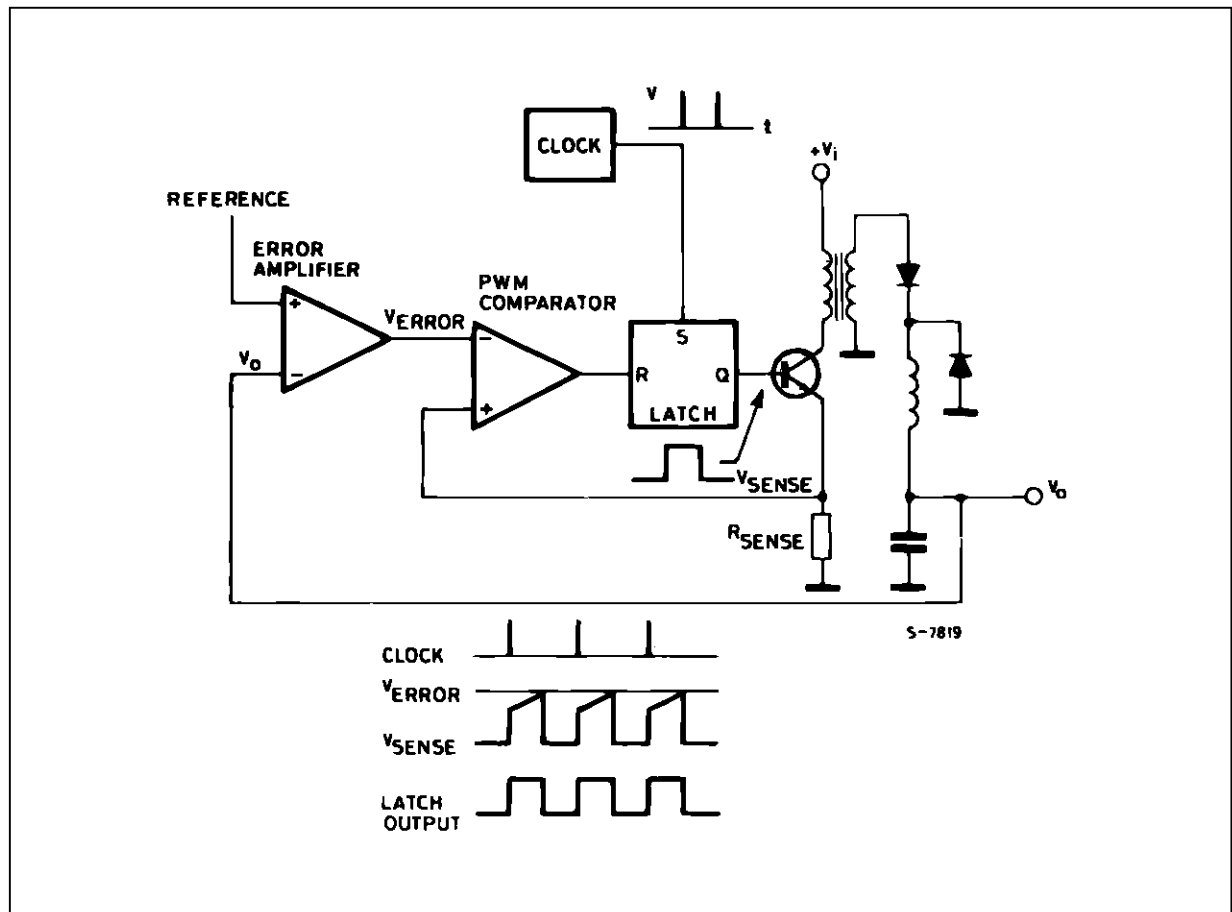 V
t
CLOCK
+Vi
REFERENCE
ERROR
AMPLIFIER
PWM
COMPARATOR
VERROR
+
−
S
Vo
−
+
R
Q
LATCH
VSENSE
RSENSE
Vo
S-7819
CLOCK
VERROR
VSENSE
LATCH
OUTPUT